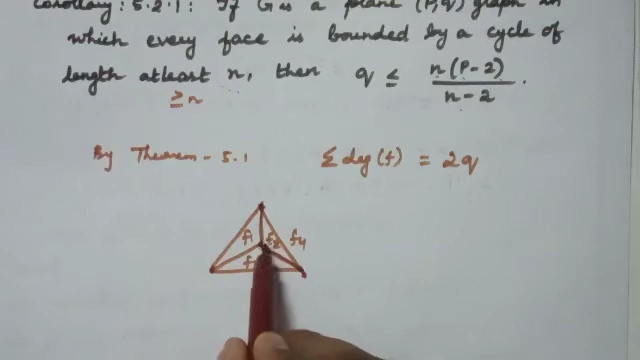 Corollary : 5.2.1 : If G is a plane (P,q) graph in
which every face is bounded by a cycle of
length atleast n, then q ≤ n(P-2)/n-2 .
≥n
By Theorem - 5.1 Σ deg(f) = 2q
f1 f2 f4